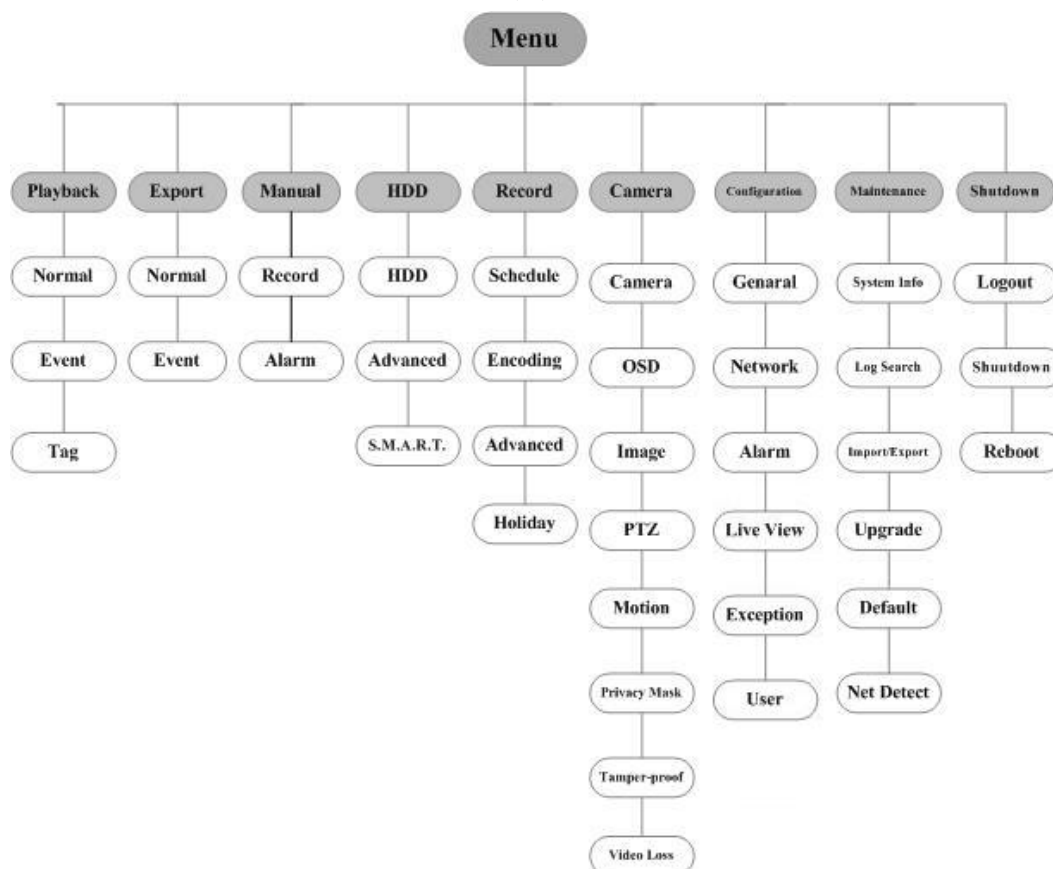 Menu
Playback Export Manual HDD Record Camera Configuration Maintenance Shutdown
Normal Normal Record HDD Schedule Camera Genaral System Info Logout
Event Event Alarm Advanced Encoding OSD Network Log Search Shuutdown
Tag S.M.A.R.T. Advanced Image Alarm Import/Export Reboot
Holiday PTZ Live View Upgrade
Motion Exception Default
Privacy Mask User Net Detect
Tamper-proof
Video Loss